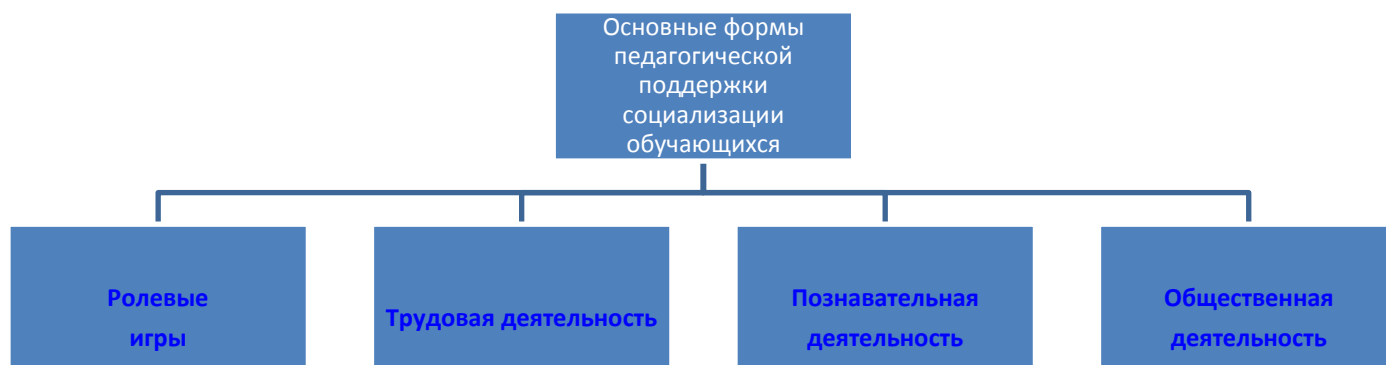 Основные формы
педагогической
поддержки
социализации
обучающихся
Ролевые
игры
Трудовая деятельность
Познавательная
деятельность
Общественная
деятельность